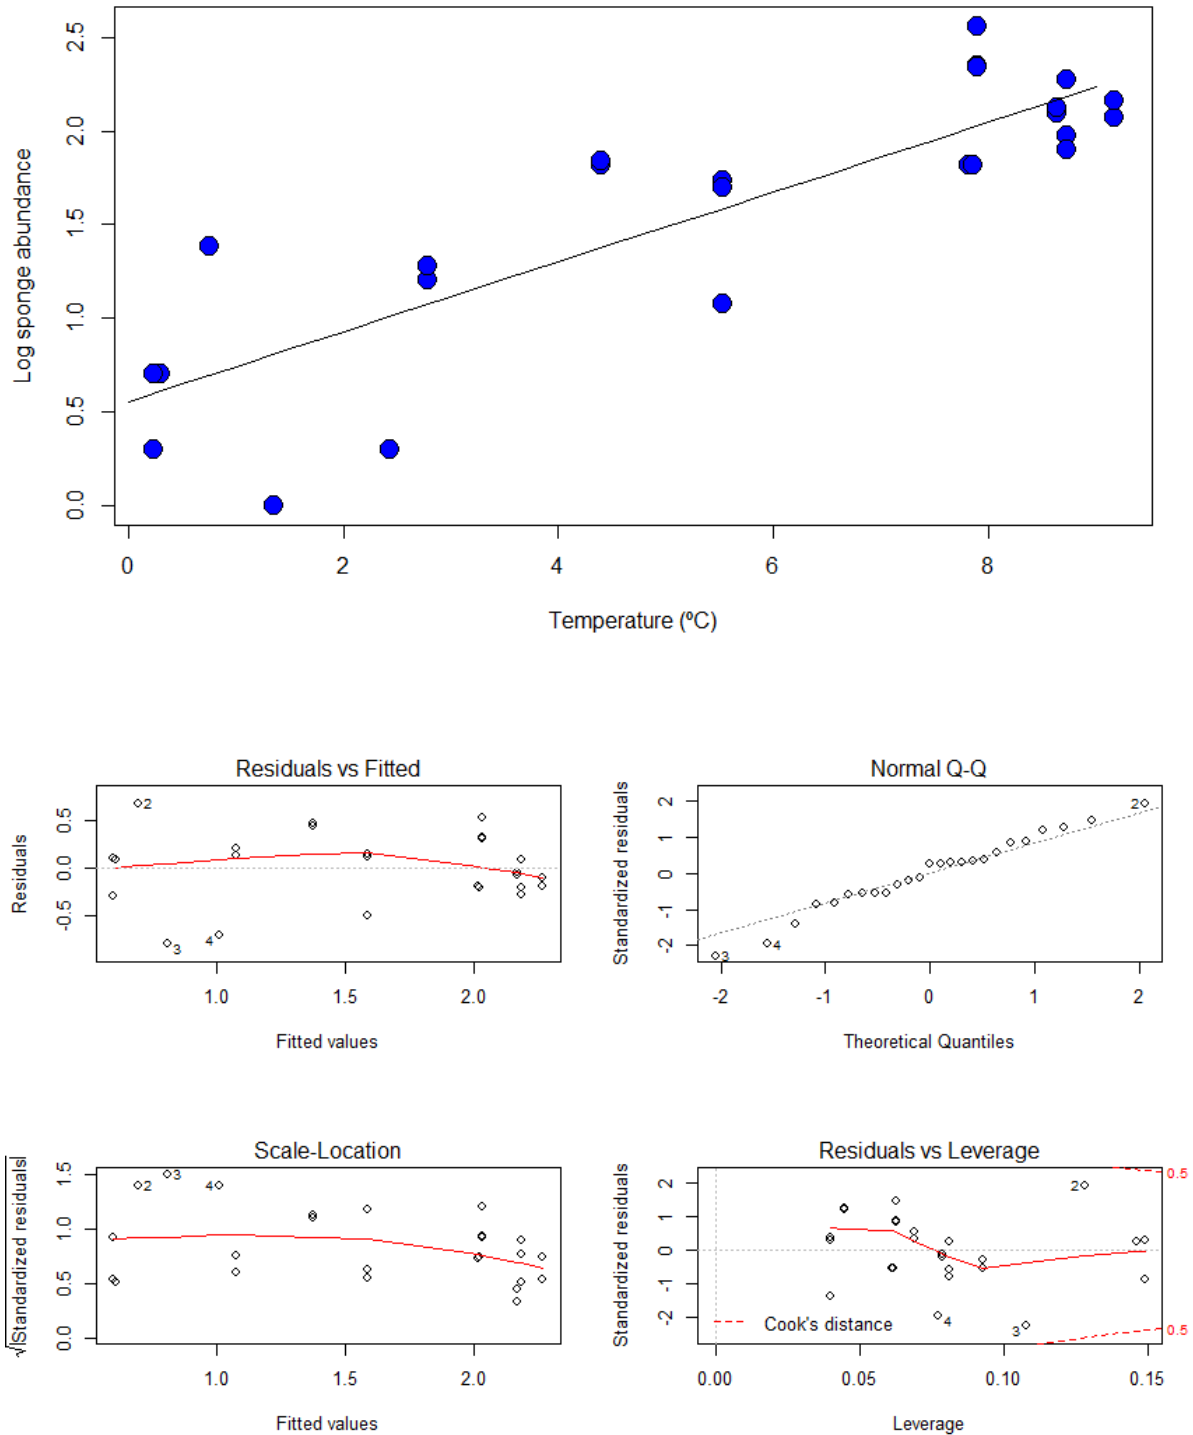 Log sponge abundance
2.5
2.0
1.5
1.0
0.5
0.0
0 2 4 6 8
Temperature (ºC)
Residuals vs Fitted
Residuals
0.5
0.0
-0.5
2
3
4
1.0 1.5 2.0
Fitted values
Normal Q-Q
Standardized residuals
2
1
0
-1
-2
2
4
3
-2 -1 0 1 2
Theoretical Quantiles
Scale-Location
√|Standardized residuals|
1.5
1.0
0.5
0.0
2
3
4
1.0 1.5 2.0
Fitted values
Residuals vs Leverage
Standardized residuals
2
1
0
-1
-2
2
4
3
0.5
0.5
Cook's distance
0.00 0.05 0.10 0.15
Leverage